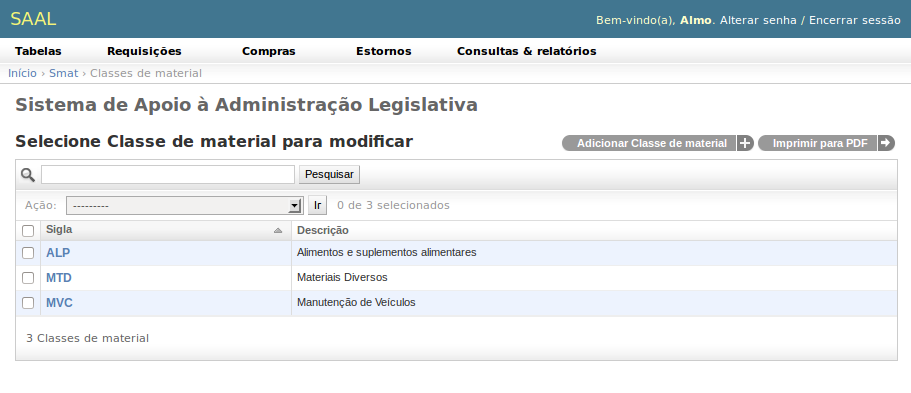 SAAL
Bem-vindo(a), Almo. Alterar senha / Encerrar sessão
Tabelas Requisições Compras Estornos Consultas & relatórios
Início › Smat › Classes de material
Sistema de Apoio à Administração Legislativa
Selecione Classe de material para modificar
Adicionar Classe de material
Imprimir para PDF
Pesquisar
Ação: --------- Ir 0 de 3 selecionados
Sigla Descrição
ALP Alimentos e suplementos alimentares
MTD Materiais Diversos
MVC Manutenção de Veículos
3 Classes de material